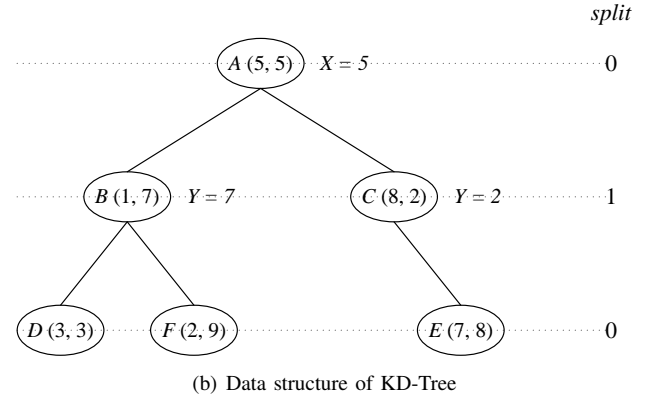 split
A (5, 5) X = 5 0
B (1, 7) Y = 7 C (8, 2) Y = 2 1
D (3, 3) F (2, 9) E (7, 8) 0
(b) Data structure of KD-Tree